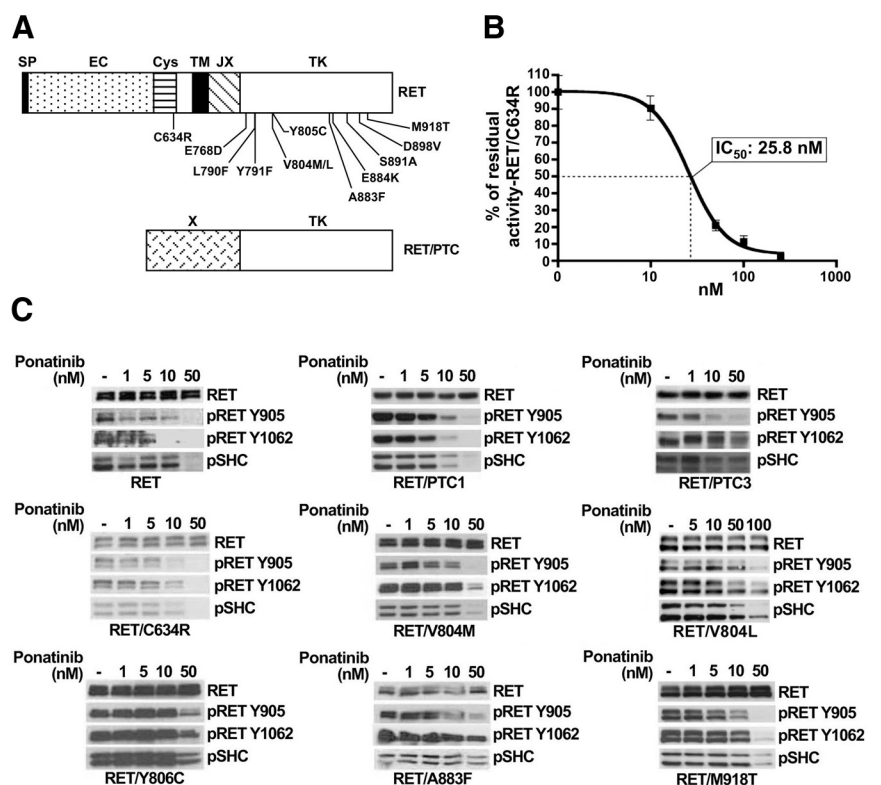 A
SP EC Cys TM JX TK
RET
C634R
E768D
L790F
Y791F
V804M/L
Y805C
A883F
E884K
S891A
D898V
M918T
X TK
RET/PTC
B
% of residual
activity-RET/C634R
110
100
90
80
70
60
50
40
30
20
10
0
IC50: 25.8 nM
0 10 100 1000
nM
C
Ponatinib
(nM) - 1 5 10 50
RET
pRET Y905
pRET Y1062
pSHC
RET
Ponatinib
(nM) - 1 5 10 50
RET
pRET Y905
pRET Y1062
pSHC
RET/PTC1
Ponatinib
(nM) - 1 10 50
RET
pRET Y905
pRET Y1062
pSHC
RET/PTC3
Ponatinib
(nM) - 1 5 10 50
RET
pRET Y905
pRET Y1062
pSHC
RET/C634R
Ponatinib
(nM) - 1 5 10 50
RET
pRET Y905
pRET Y1062
pSHC
RET/V804M
Ponatinib
(nM) - 5 10 50 100
RET
pRET Y905
pRET Y1062
pSHC
RET/V804L
Ponatinib
(nM) - 1 5 10 50
RET
pRET Y905
pRET Y1062
pSHC
RET/Y806C
Ponatinib
(nM) - 1 5 10 50
RET
pRET Y905
pRET Y1062
pSHC
RET/A883F
Ponatinib
(nM) - 1 5 10 50
RET
pRET Y905
pRET Y1062
pSHC
RET/M918T